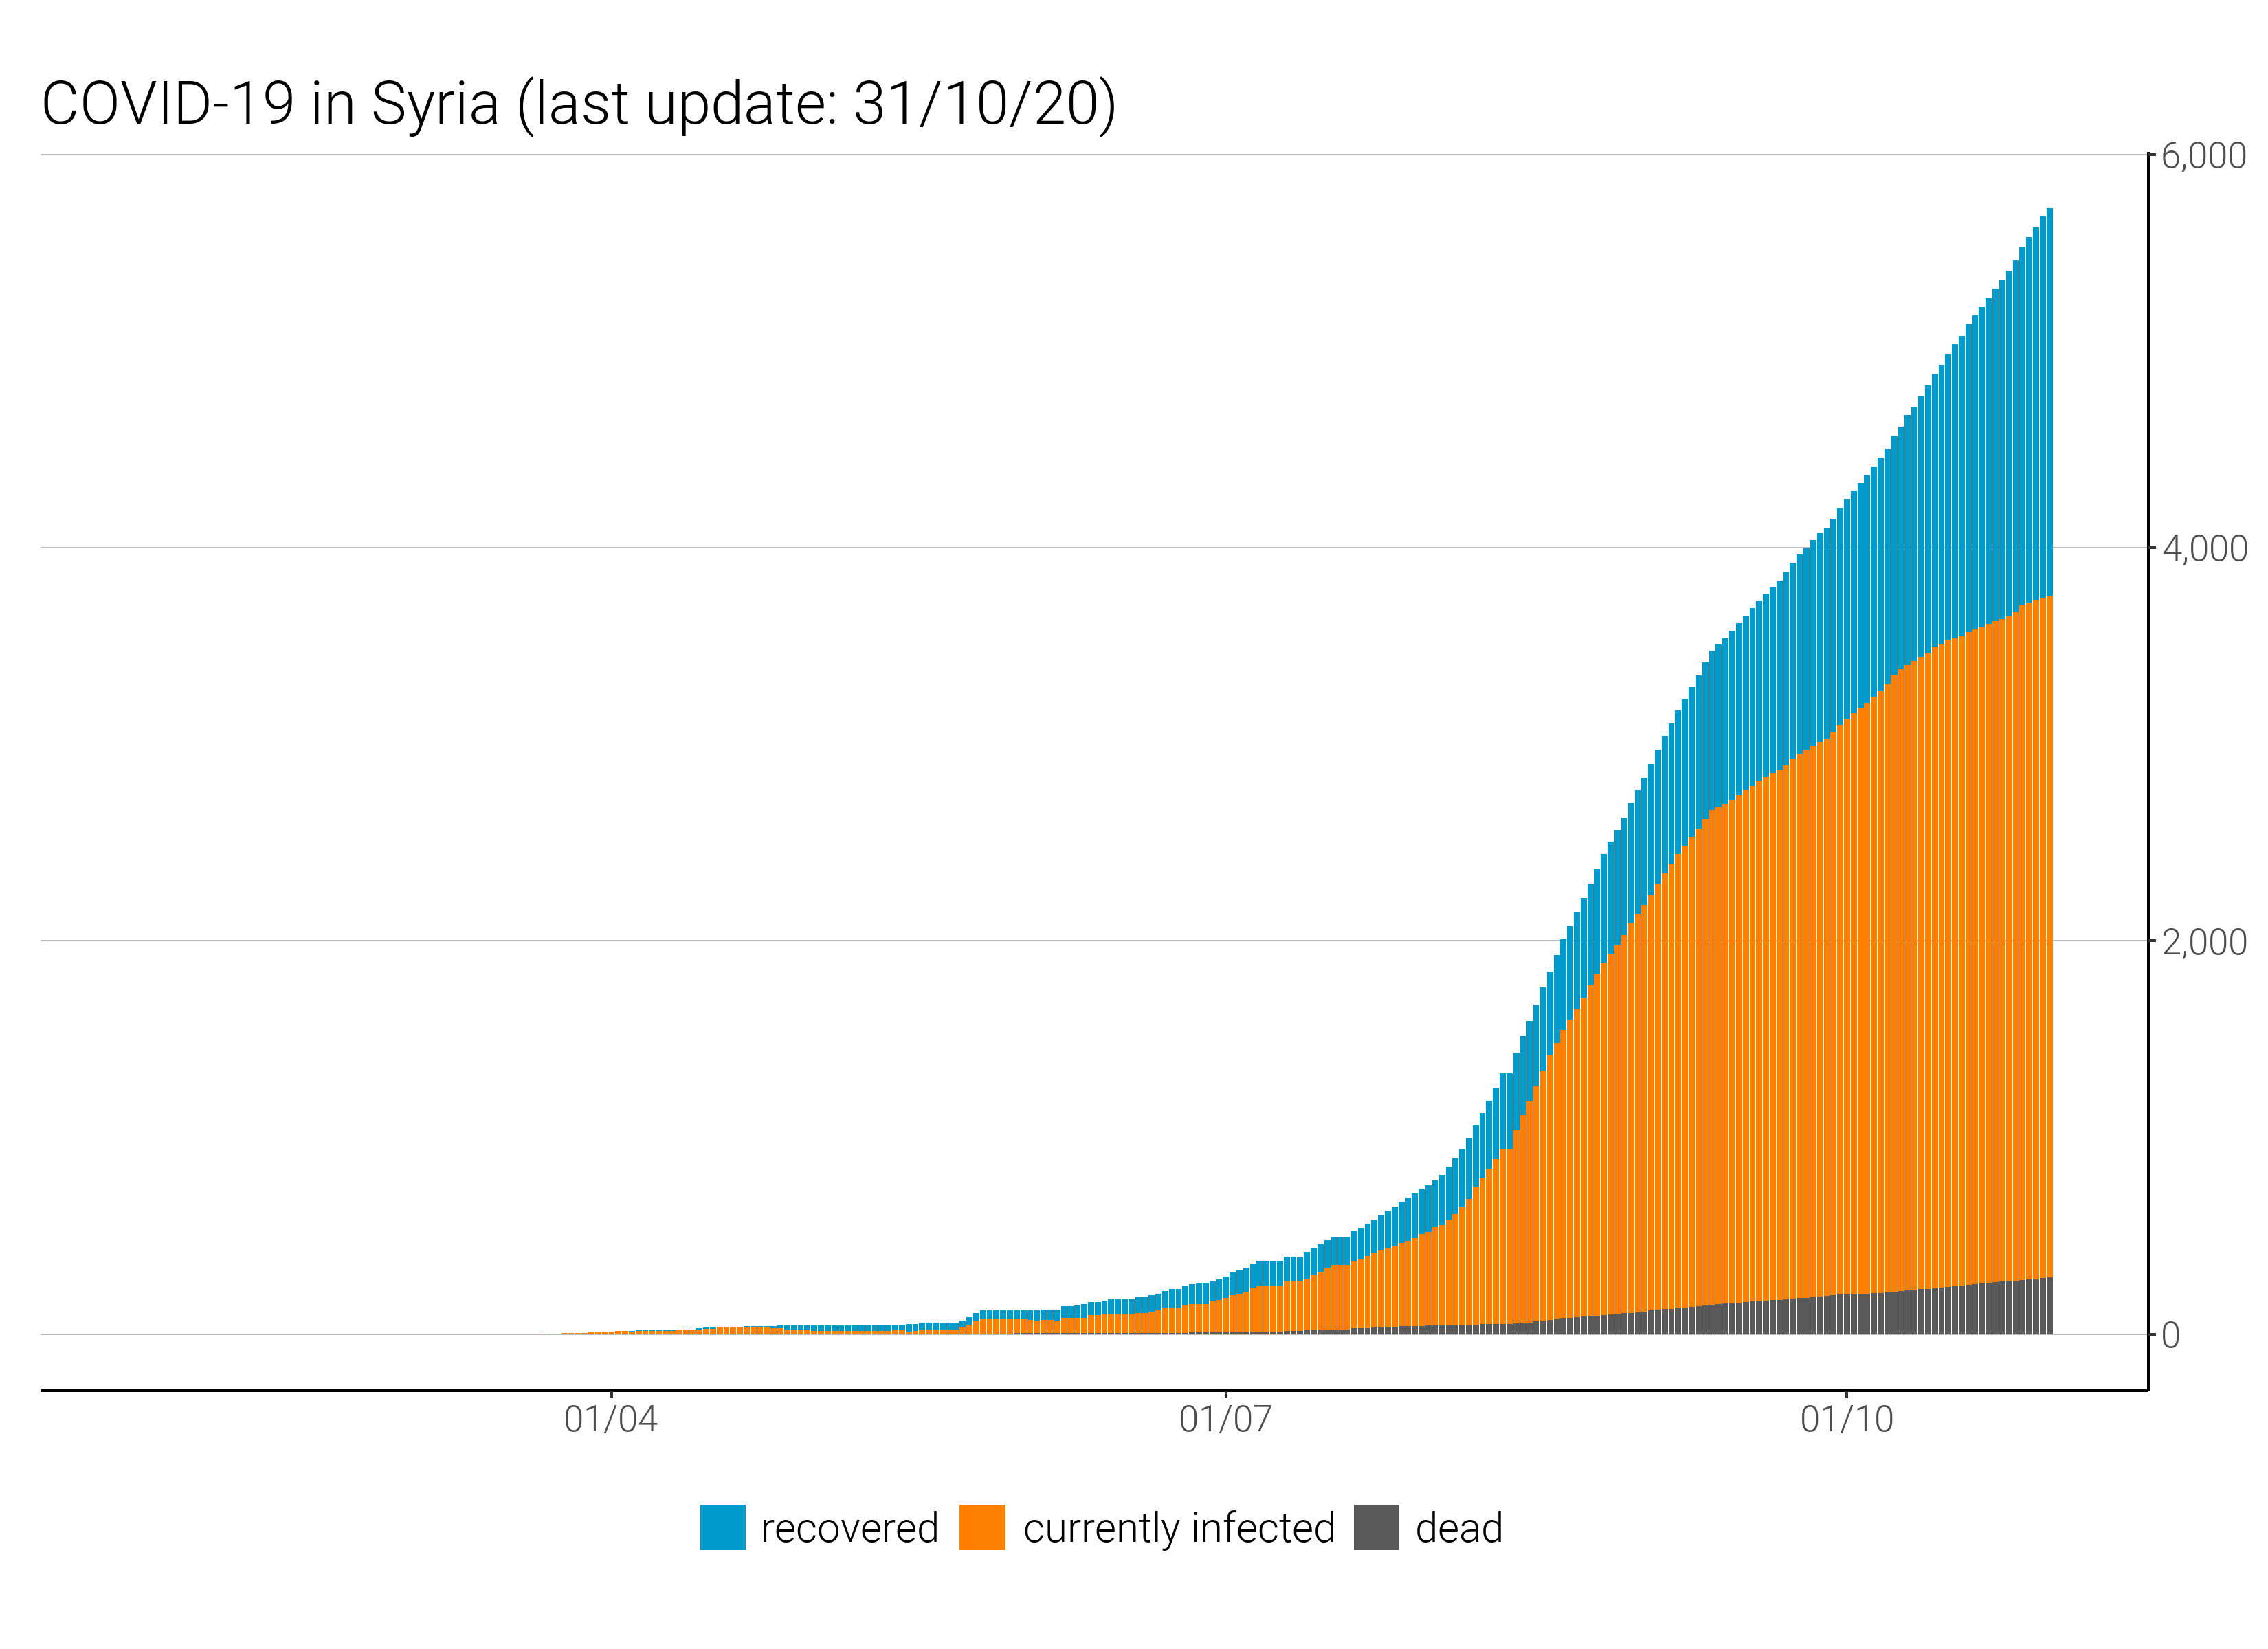 COVID-19 in Syria (last update: 31/10/20)
6,000
4,000
2,000
0
01/04 01/07 01/10
recovered currently infected dead